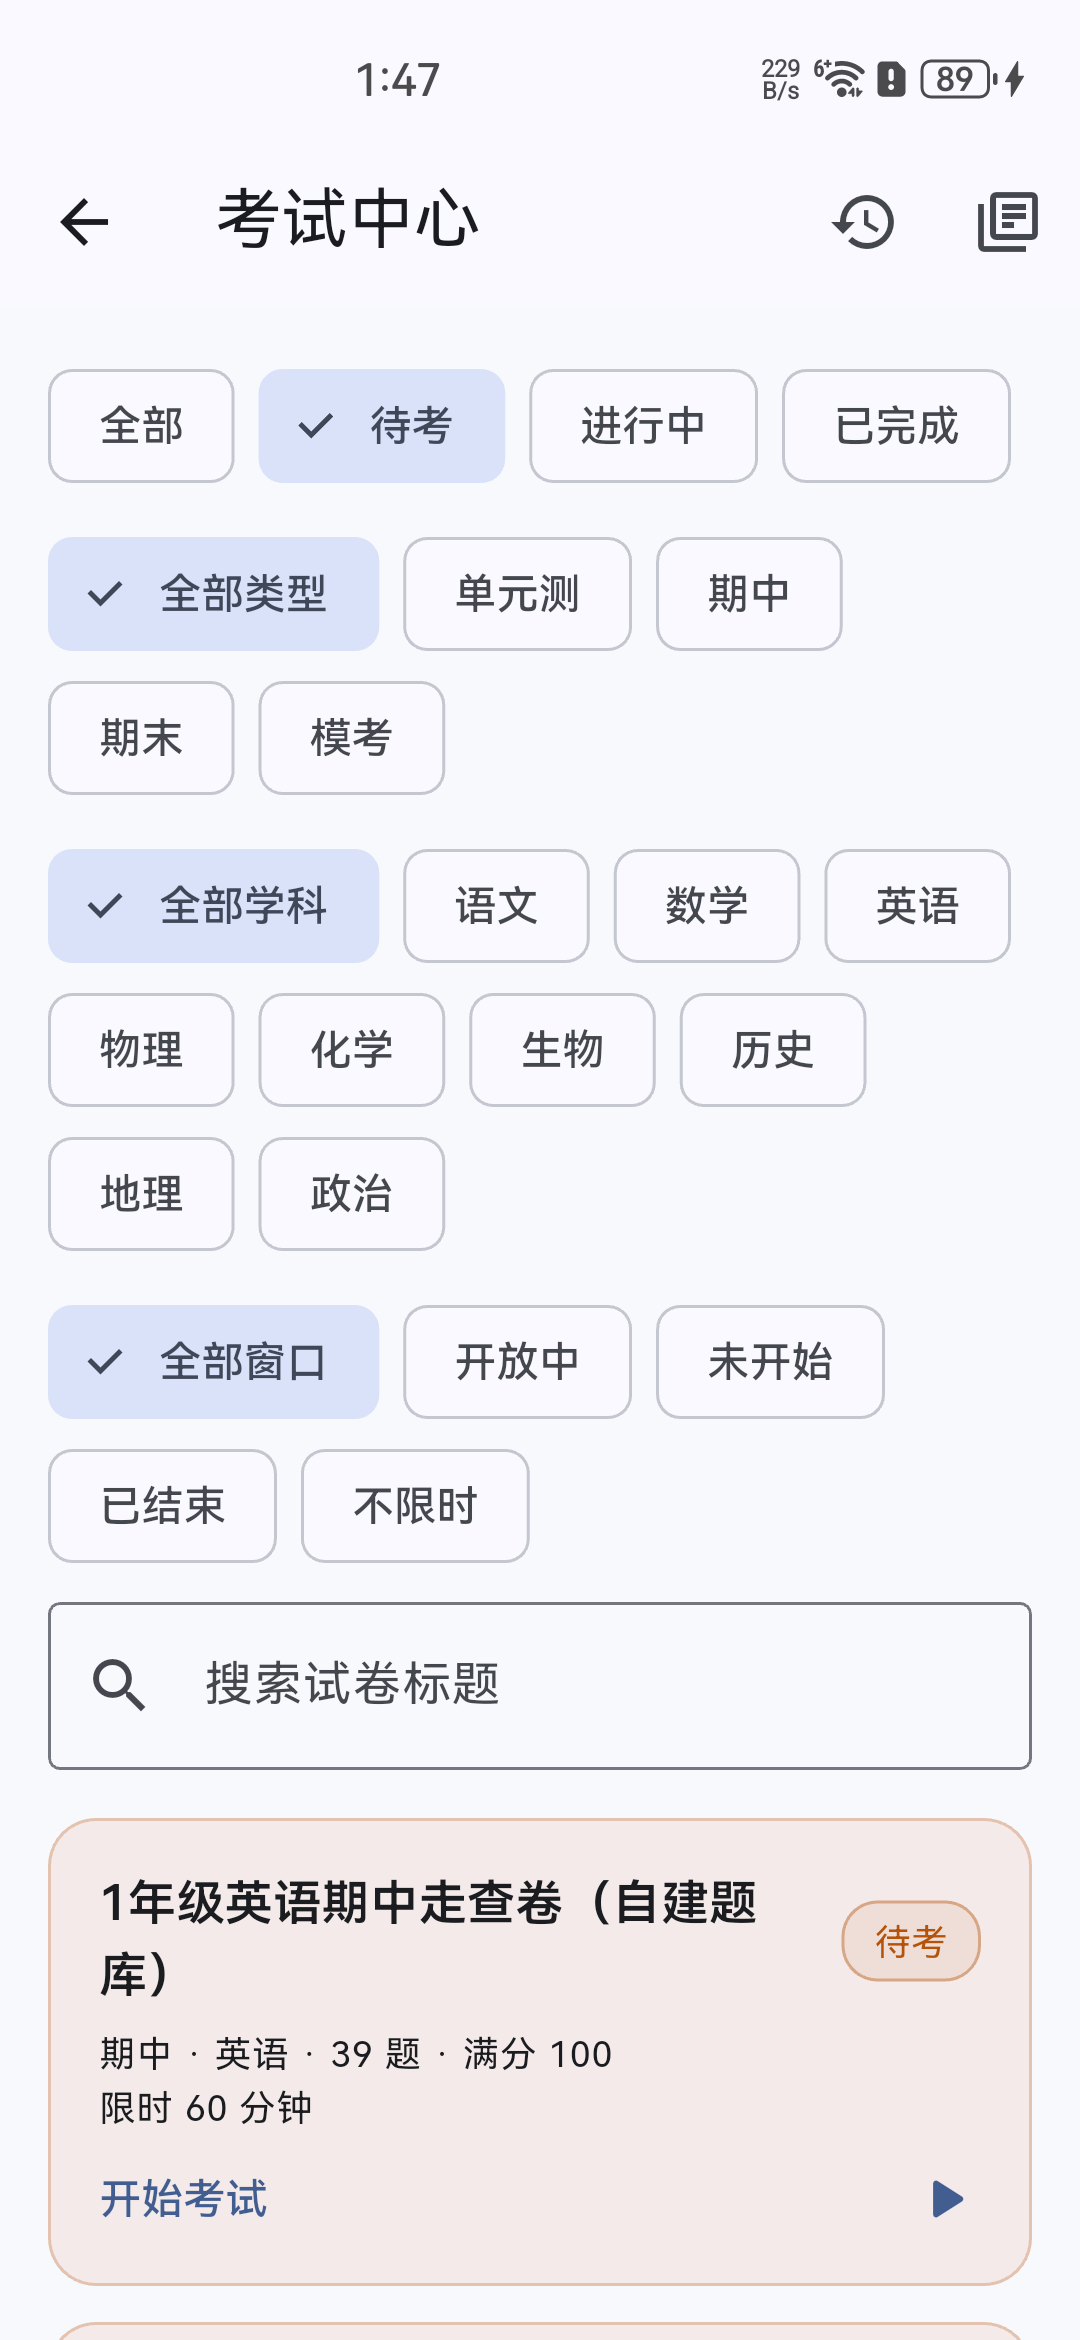 1:47
229 B/s
6+
89
考试中心
全部 待考 进行中 已完成
全部类型 单元测 期中
期末 模考
全部学科 语文 数学 英语
物理 化学 生物 历史
地理 政治
全部窗口 开放中 未开始
已结束 不限时
搜索试卷标题
1年级英语期中走查卷（自建题
库）
待考
期中 · 英语 · 39 题 · 满分 100
限时 60 分钟
开始考试